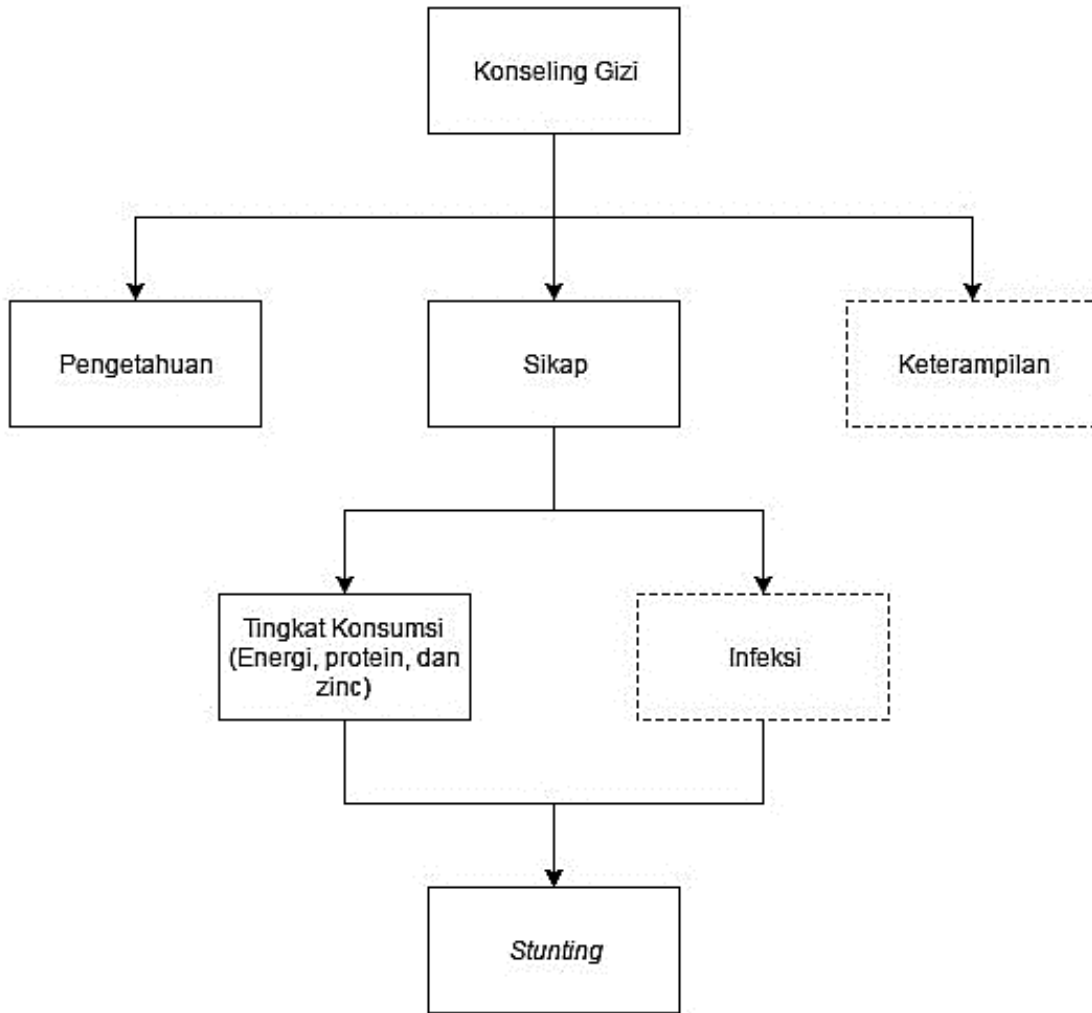 Konseling Gizi
Pengetahuan
Sikap
Keterampilan
Tingkat Konsumsi
(Energi, protein, dan
zinc)
Infeksi
Stunting